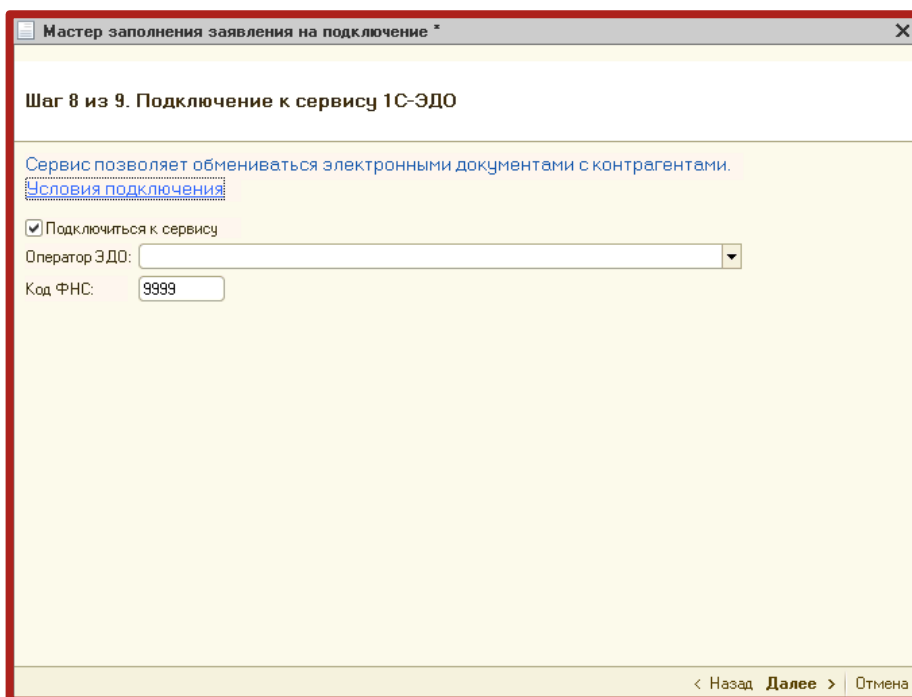 Мастер заполнения заявления на подключение *
Шаг 8 из 9. Подключение к сервису 1С-ЭДО
Сервис позволяет обмениваться электронными документами с контрагентами.
Условия подключения
Подключиться к сервису
Оператор ЭДО:
Код ФНС: 9999
< Назад Далее > Отмена